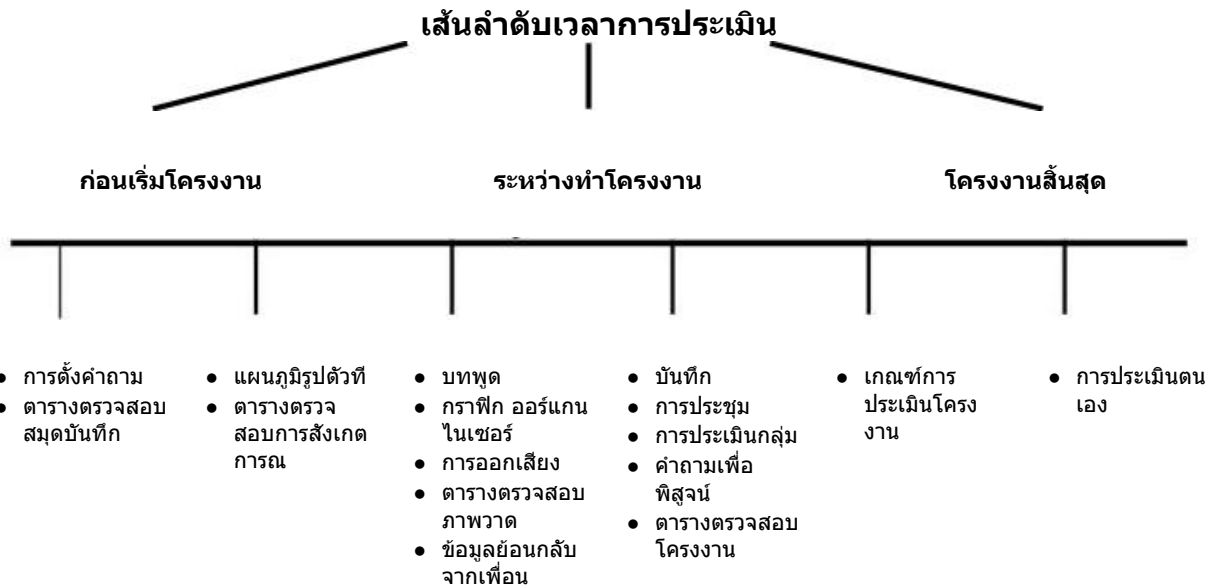 เส้นลำดับเวลาการประเมิน
ก่อนเริ่มโครงงาน
ระหว่างทำโครงงาน
โครงงานสิ้นสุด
● การตั้งคำถาม
● ตารางตรวจสอบ
สมุดบันทึก
● แผนภูมิรูปตัวที
● ตารางตรวจ
สอบการสังเกต
การณ
● บทพูด
● กราฟิก ออร์แกน
ไนเซอร์
● การออกเสียง
● ตารางตรวจสอบ
ภาพวาด
● ข้อมูลย้อนกลับ
จากเพื่อน
● บันทึก
● การประชุม
● การประเมินกลุ่ม
● คำถามเพื่อ
พิสูจน์
● ตารางตรวจสอบ
โครงงาน
● เกณฑ์การ
ประเมินโครง
งาน
● การประเมินตน
เอง